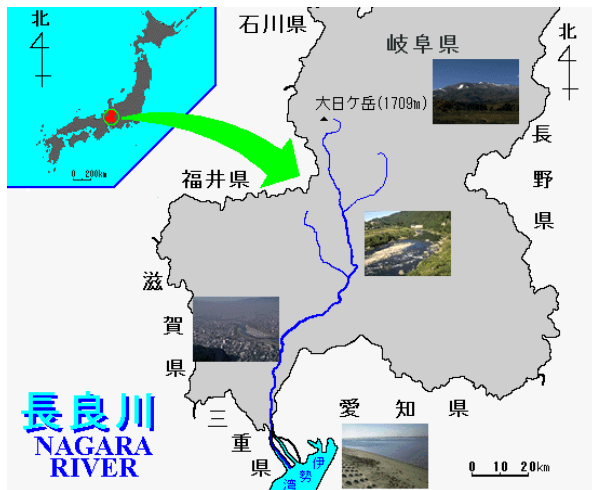 北
石川県
北
岐阜県
大日ケ岳(1709m)
長野県
0 200km
福井県
滋賀県
長良川
NAGARA
RIVER
三重県
愛知県
伊勢湾
0 10 20km